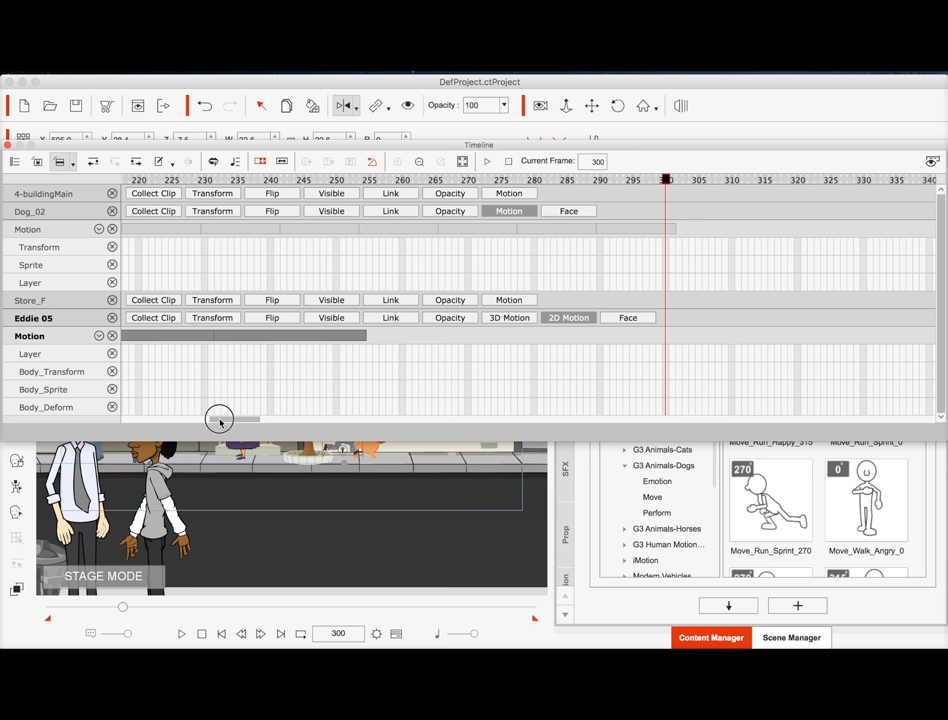 DefProject.ctProject
Opacity : 100
Timeline
Current Frame: 300
220 225 230 235 240 245 250 255 260 265 270 275 280 285 290 295 305 310 315 320 325 330 335
4-buildingMain Collect Clip Transform Flip Visible Link Opacity Motion
Dog_02 Collect Clip Transform Flip Visible Link Opacity Motion Face
Motion
Transform
Sprite
Layer
Store_F Collect Clip Transform Flip Visible Link Opacity Motion
Eddie 05 Collect Clip Transform Flip Visible Link Opacity 3D Motion 2D Motion Face
Motion
Layer
Body_Transform
Body_Sprite
Body_Deform
G3 Animals-Cats
G3 Animals-Dogs
Emotion
Move
Perform
G3 Animals-Horses
G3 Human Motion...
iMotion
Modern Vehicles
SFX
Prop
Move_Run_Happy_315 Move_Run_Sprint_0
270 0
Move_Run_Sprint_270 Move_Walk_Angry_0
STAGE MODE
300
Content Manager Scene Manager